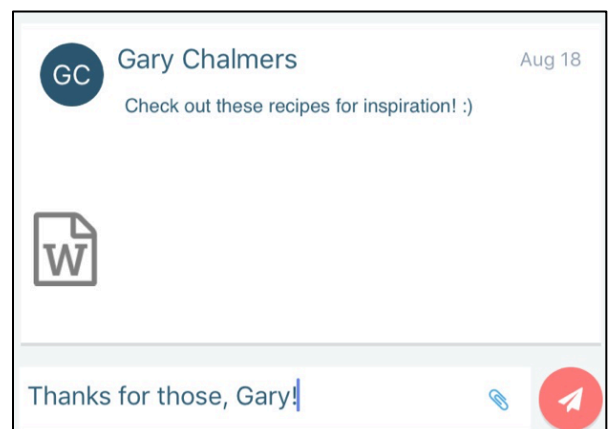 GC
Gary Chalmers
Aug 18
Check out these recipes for inspiration! :)
W
Thanks for those, Gary!